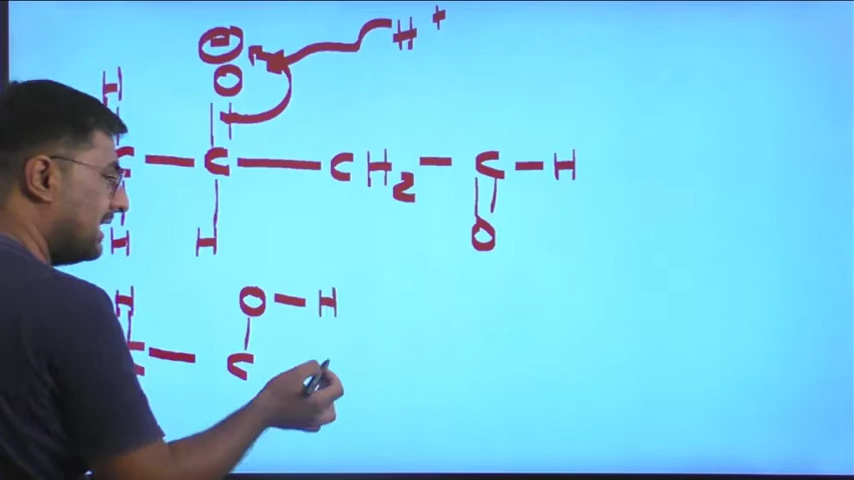 ⊖ H+
H O
C — C — CH2 — C — H
H H O
H O — H
C — C